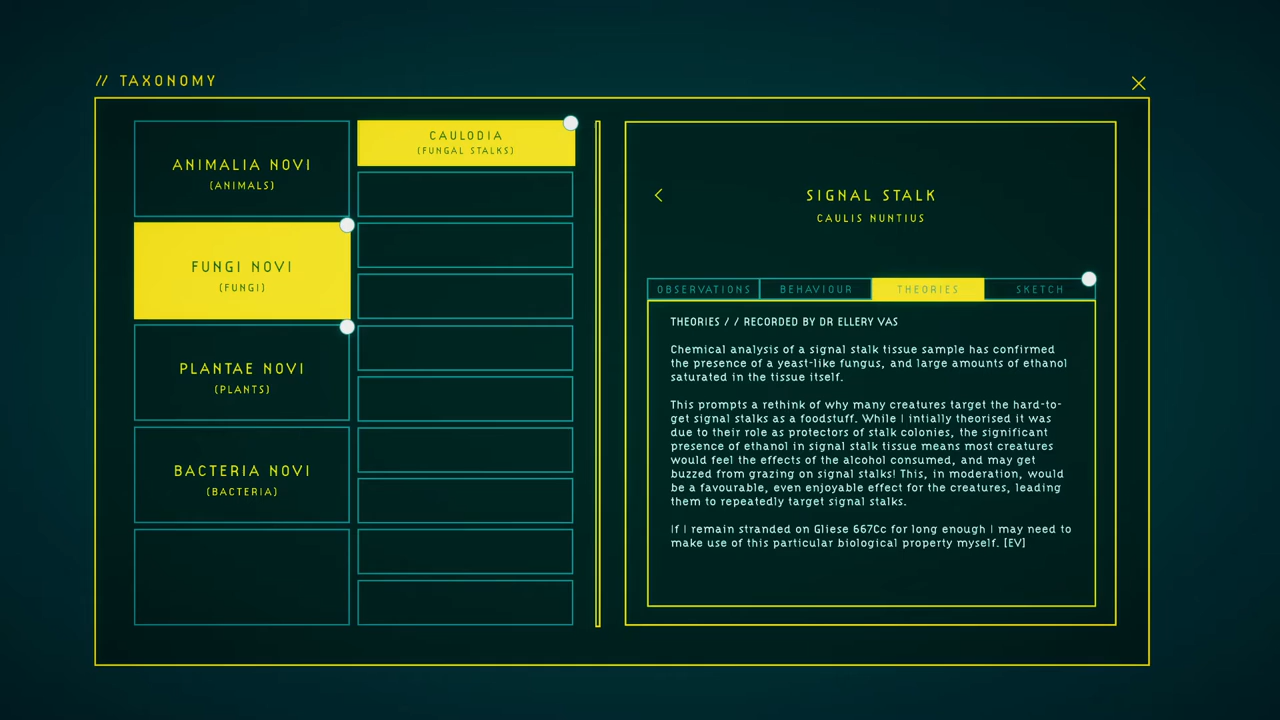 // TAXONOMY
ANIMALIA NOVI
(ANIMALS)
FUNGI NOVI
(FUNGI)
PLANTAE NOVI
(PLANTS)
BACTERIA NOVI
(BACTERIA)
CAULODIA
(FUNGAL STALKS)
SIGNAL STALK
CAULIS NUNTIUS
OBSERVATIONS
BEHAVIOUR
THEORIES
SKETCH
THEORIES / / RECORDED BY DR ELLERY VAS
Chemical analysis of a signal stalk tissue sample has confirmed
the presence of a yeast-like fungus, and large amounts of ethanol
saturated in the tissue itself.
This prompts a rethink of why many creatures target the hard-to-
get signal stalks as a foodstuff. While I intially theorised it was
due to their role as protectors of stalk colonies, the significant
presence of ethanol in signal stalk tissue means most creatures
would feel the effects of the alcohol consumed, and may get
buzzed from grazing on signal stalks! This, in moderation, would
be a favourable, even enjoyable effect for the creatures, leading
them to repeatedly target signal stalks.
If I remain stranded on Gliese 667Cc for long enough I may need to
make use of this particular biological property myself. [EV]